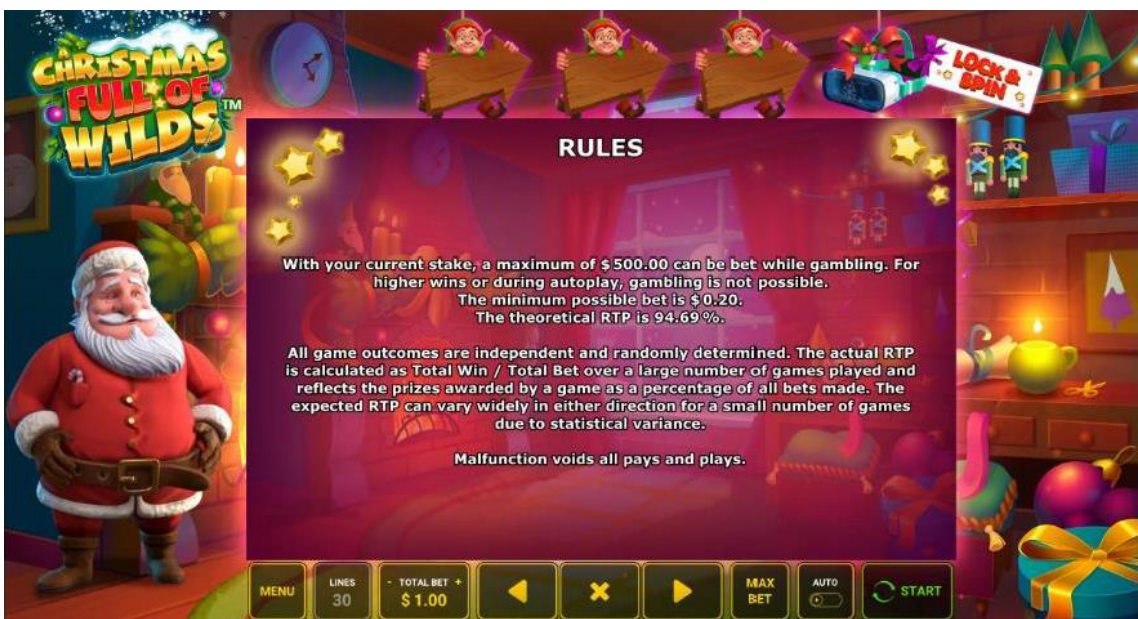 A
CHRISTMAS
FULL OF
WILDS™
LOCK &
SPIN
RULES
With your current stake, a maximum of $500.00 can be bet while gambling. For
higher wins or during autoplay, gambling is not possible.
The minimum possible bet is $0.20.
The theoretical RTP is 94.69%.
All game outcomes are independent and randomly determined. The actual RTP
is calculated as Total Win / Total Bet over a large number of games played and
reflects the prizes awarded by a game as a percentage of all bets made. The
expected RTP can vary widely in either direction for a small number of games
due to statistical variance.
Malfunction voids all pays and plays.
MENU
LINES
30
- TOTAL BET +
$ 1.00
MAX
BET
AUTO
START